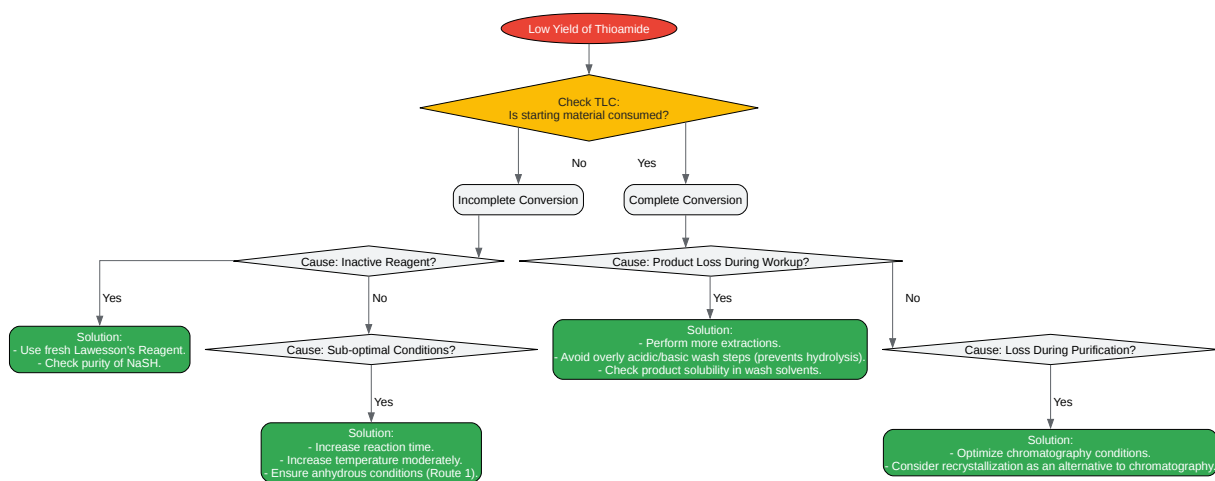 Low Yield of Thioamide
Check TLC:
Is starting material consumed?
No
Yes
Incomplete Conversion
Complete Conversion
Cause: Inactive Reagent?
Cause: Product Loss During Workup?
Yes
No
Yes
No
Solution:
- Use fresh Lawesson's Reagent.
- Check purity of NaSH.
Cause: Sub-optimal Conditions?
Solution:
- Perform more extractions.
- Avoid overly acidic/basic wash steps (prevents hydrolysis).
- Check product solubility in wash solvents.
Cause: Loss During Purification?
Yes
Yes
Solution:
- Increase reaction time.
- Increase temperature moderately.
- Ensure anhydrous conditions (Route 1).
Solution:
- Optimize chromatography conditions.
- Consider recrystallization as an alternative to chromatography.